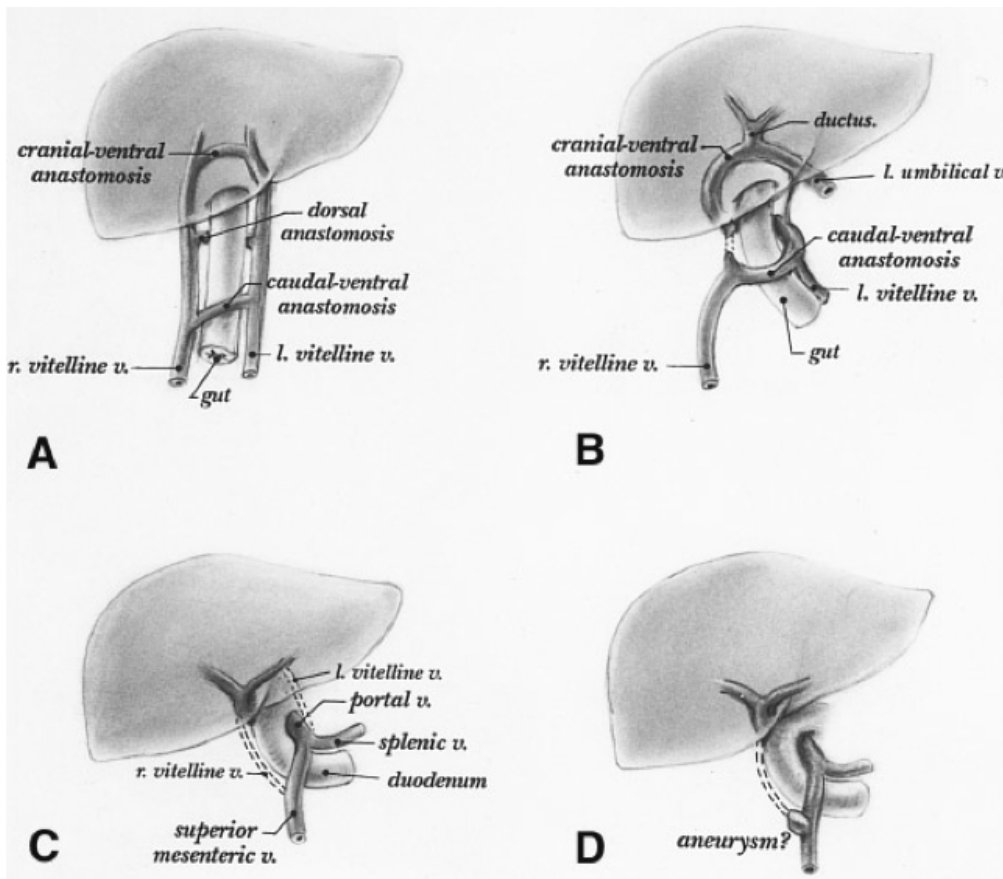 A
cranial-ventral
anastomosis
dorsal
anastomosis
caudal-ventral
anastomosis
r. vitelline v.
l. vitelline v.
gut
B
ductus.
cranial-ventral
anastomosis
l. umbilical v
caudal-ventral
anastomosis
l. vitelline v.
r. vitelline v.
gut
C
l. vitelline v.
portal v.
splenic v.
r. vitelline v.
duodenum
superior
mesenteric v.
D
aneurysm?